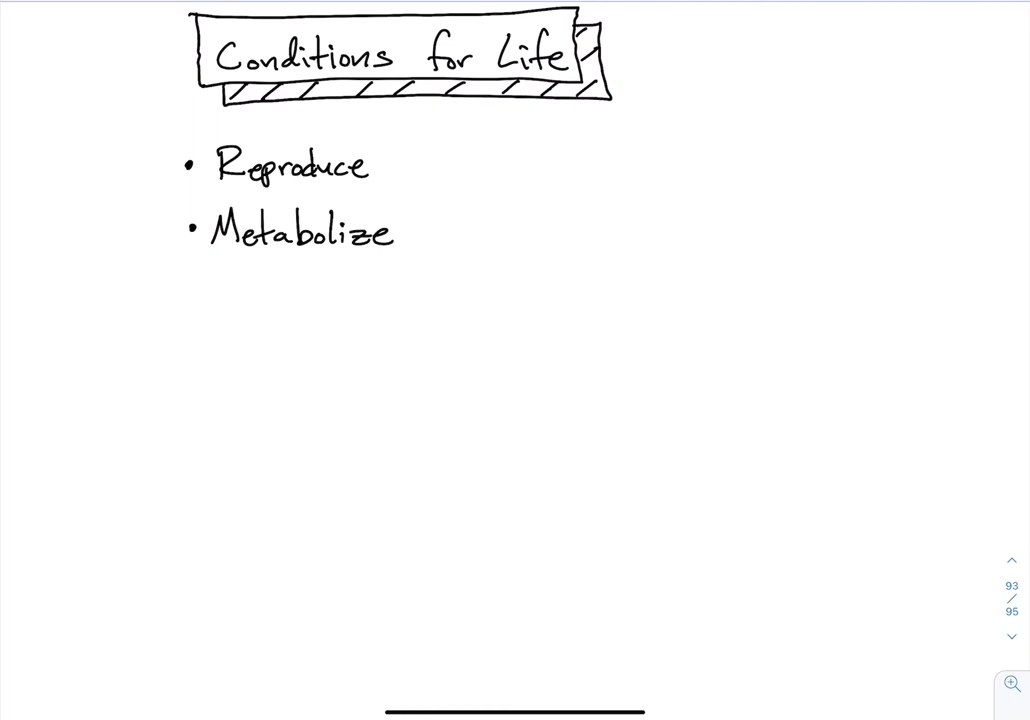 Conditions for Life
• Reproduce
• Metabolize
93
/
95